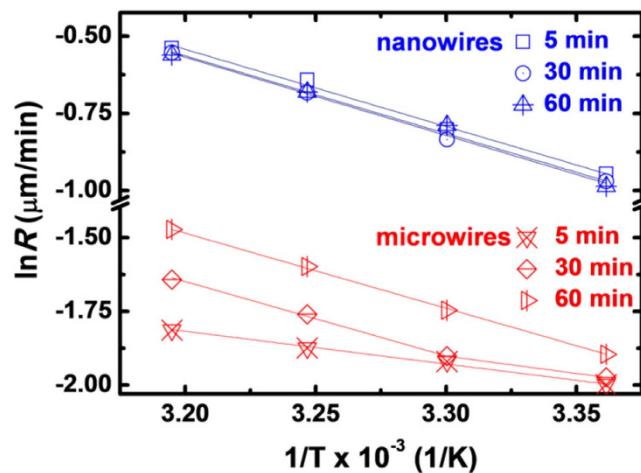 nanowires 5 min
30 min
60 min
microwires 5 min
30 min
60 min
-0.50
-0.75
-1.00
-1.50
-1.75
-2.00
lnR (μm/min)
3.20 3.25 3.30 3.35
1/T x 10⁻³ (1/K)